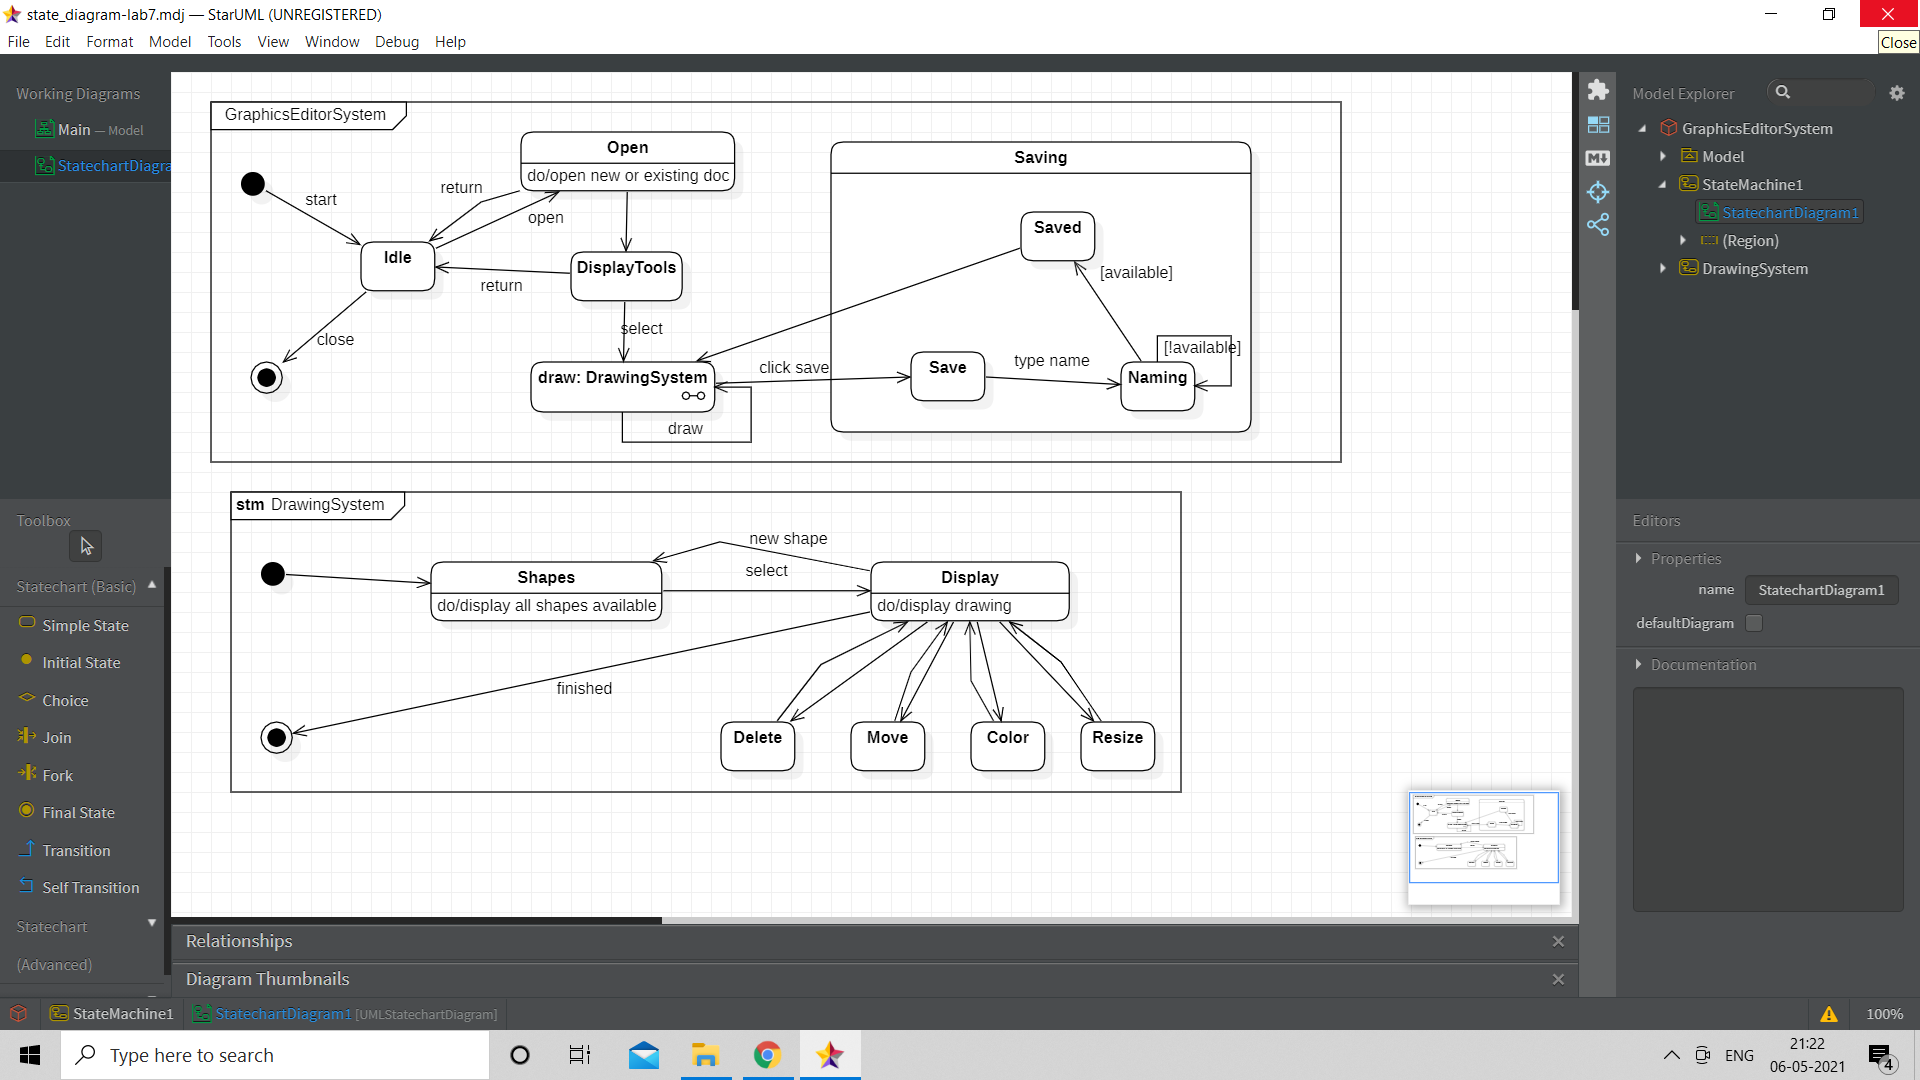 state_diagram-lab7.mdj — StarUML (UNREGISTERED)
File Edit Format Model Tools View Window Debug Help
Close
Working Diagrams
Main — Model
StatechartDiagra
Toolbox
Statechart (Basic)
Simple State
Initial State
Choice
Join
Fork
Final State
Transition
Self Transition
Statechart
(Advanced)
GraphicsEditorSystem
Open
do/open new or existing doc
start
return
open
Idle
DisplayTools
return
close
select
draw: DrawingSystem
draw
click save
Saving
Saved
[available]
[!available]
Save
type name
Naming
stm DrawingSystem
new shape
select
Shapes
do/display all shapes available
Display
do/display drawing
finished
Delete
Move
Color
Resize
Relationships
Diagram Thumbnails
M
Model Explorer
GraphicsEditorSystem
Model
StateMachine1
StatechartDiagram1
(Region)
DrawingSystem
Editors
Properties
name StatechartDiagram1
defaultDiagram
Documentation
StateMachine1 StatechartDiagram1 [UMLStatechartDiagram]
100%
Type here to search
ENG
21:22
06-05-2021
4